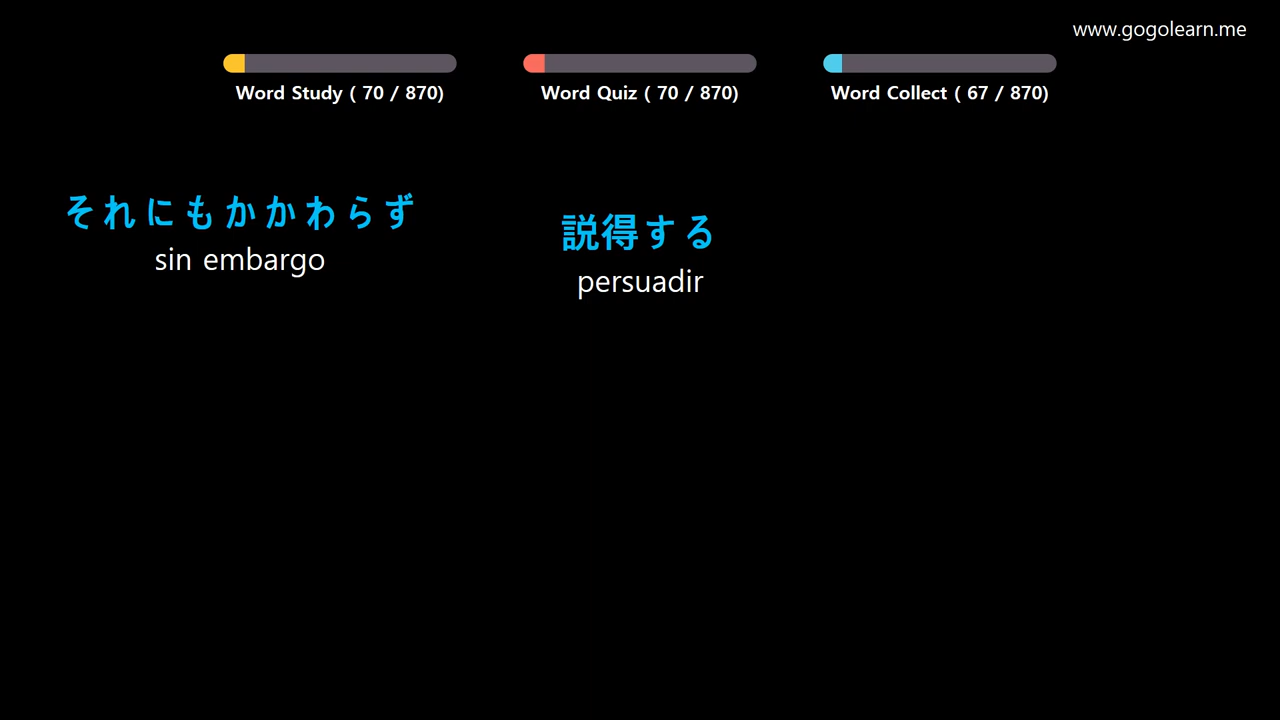 www.gogolearn.me
Word Study ( 70 / 870)
Word Quiz ( 70 / 870)
Word Collect ( 67 / 870)
それにもかかわらず
sin embargo
説得する
persuadir